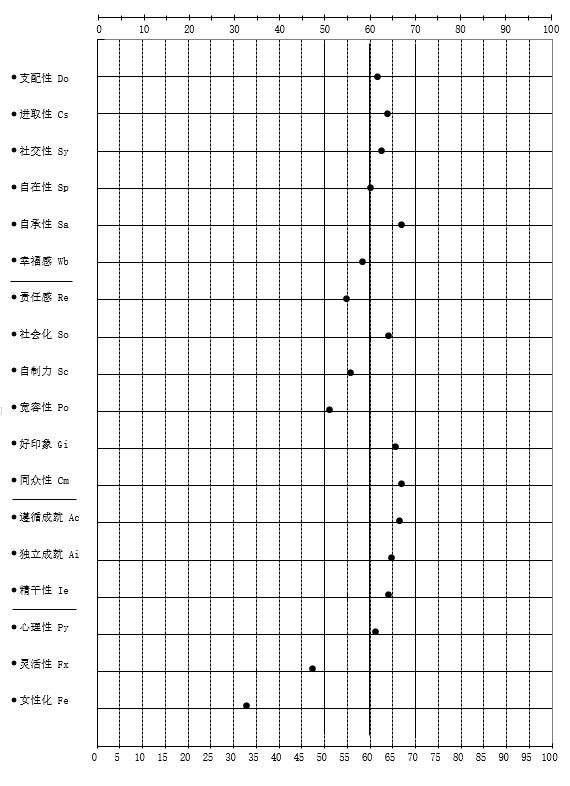 0 10 20 30 40 50 60 70 80 90 100
支配性 Do
进取性 Cs
社交性 Sy
自在性 Sp
自承性 Sa
幸福感 Wb
责任感 Re
社会化 So
自制力 Sc
宽容性 Po
好印象 Gi
同众性 Cm
遵循成就 Ac
独立成就 Ai
精干性 Ie
心理性 Py
灵活性 Fx
女性化 Fe
0 5 10 15 20 25 30 35 40 45 50 55 60 65 70 75 80 85 90 95 100